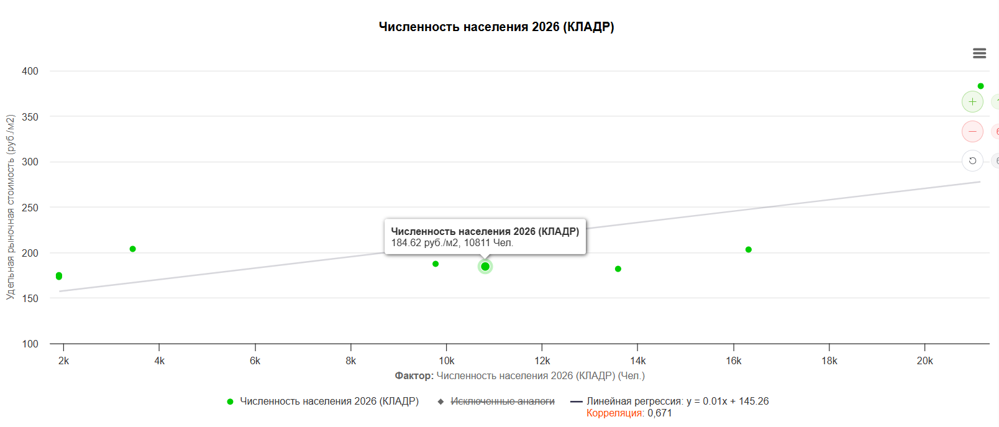 Численность населения 2026 (КЛАДР)
400
350
300
250
200
150
100
Удельная рыночная стоимость (руб./м2)
Численность населения 2026 (КЛАДР)
184.62 руб./м2, 10811 Чел.
2k 4k 6k 8k 10k 12k 14k 16k 18k 20k
Фактор: Численность населения 2026 (КЛАДР) (Чел.)
Численность населения 2026 (КЛАДР) Исключенные аналоги Линейная регрессия: y = 0.01x + 145.26
Корреляция: 0,671